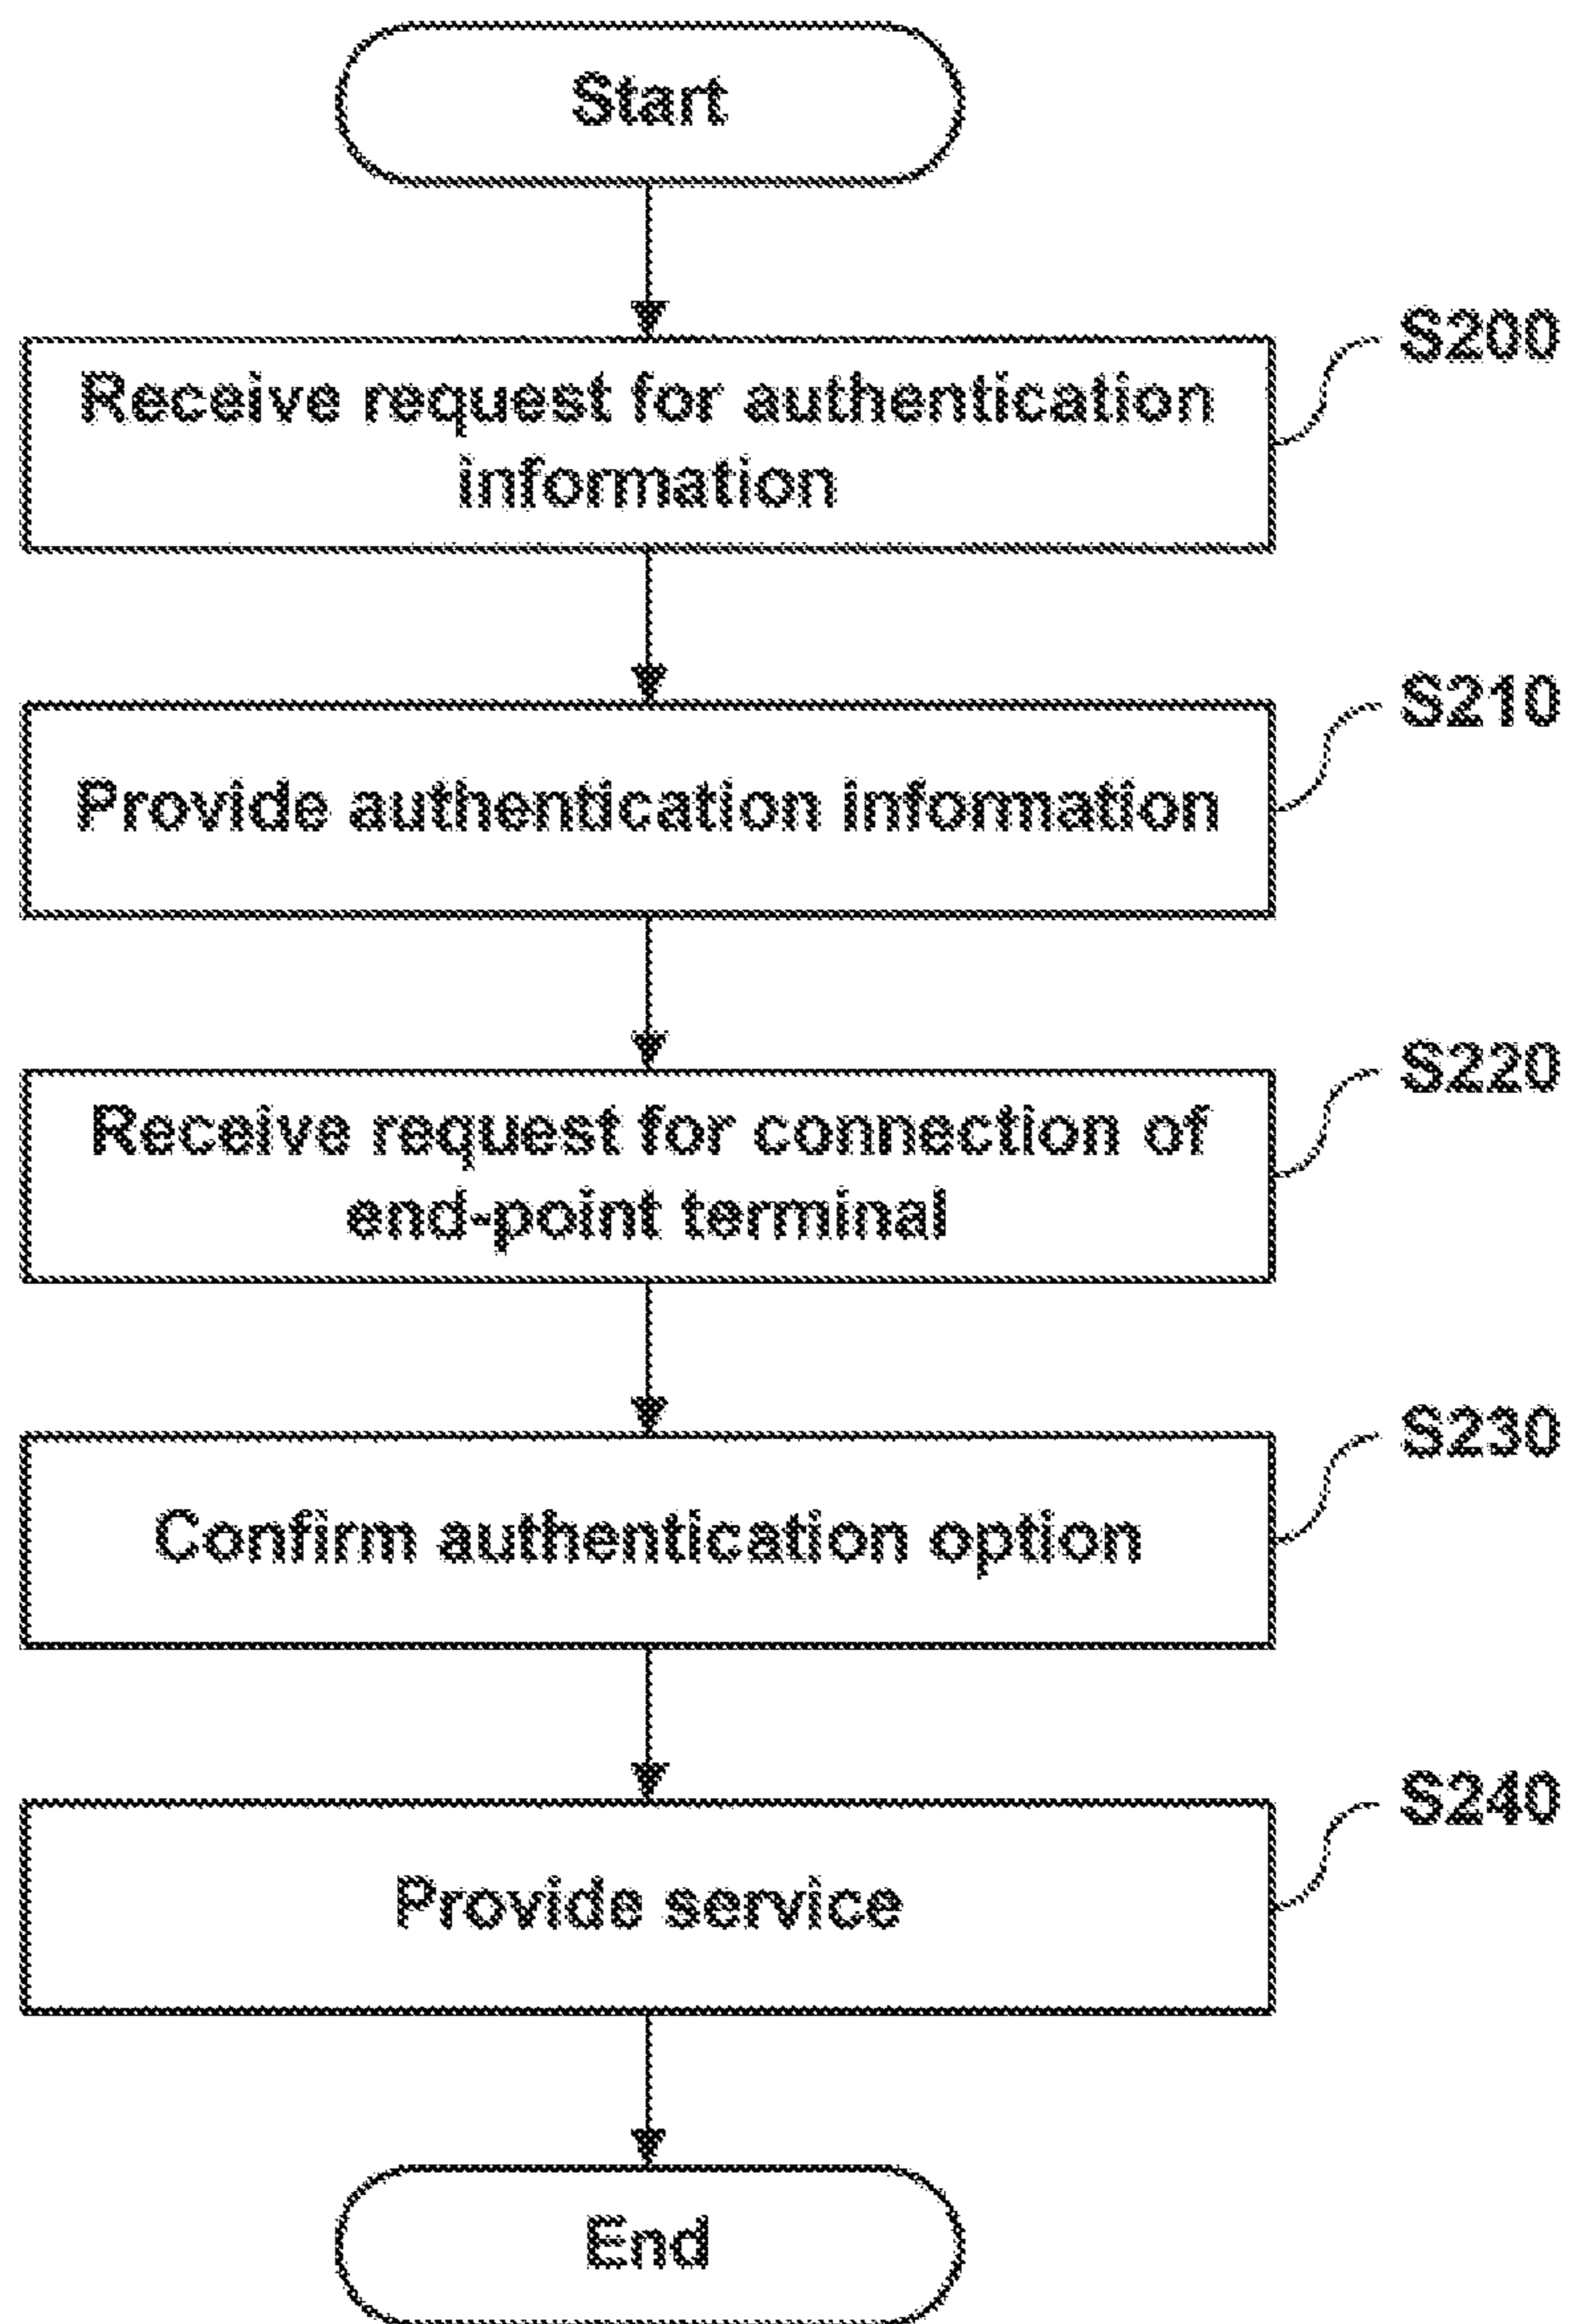 Start
S200
Receive request for authentication
information
S210
Provide authentication information
S220
Receive request for connection of
end-point terminal
S230
Confirm authentication option
S240
Provide service
End